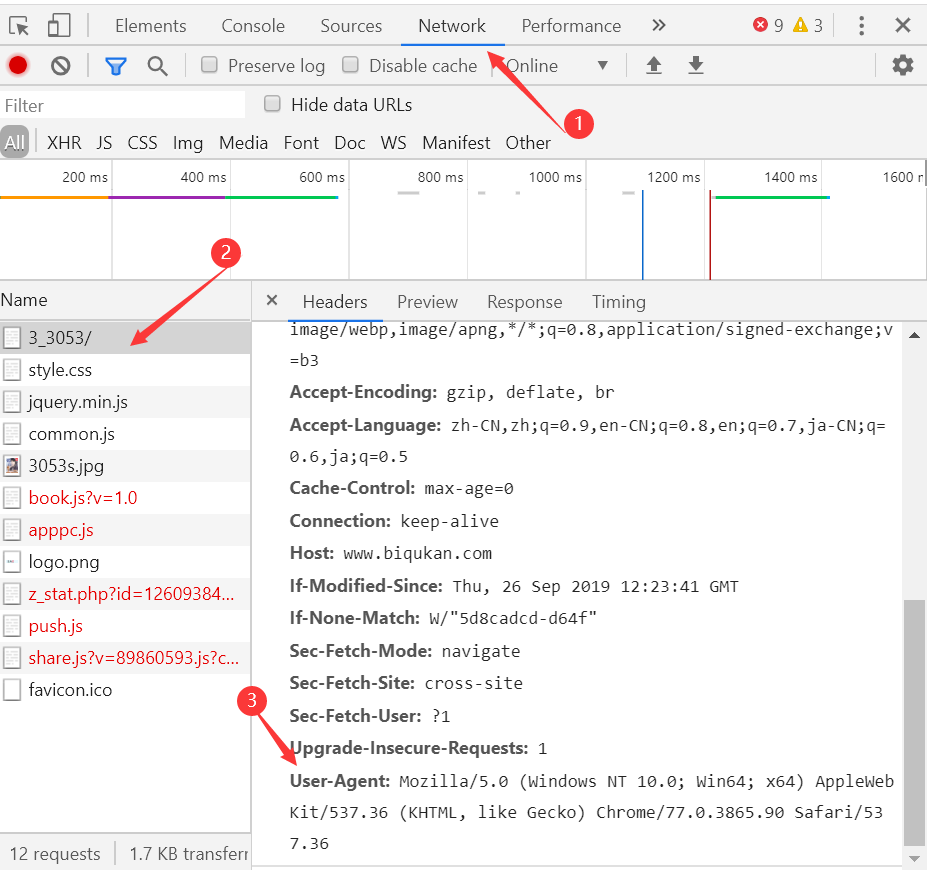 Elements Console Sources Network Performance 9 3
Preserve log Disable cache Online
1
Filter Hide data URLs
All XHR JS CSS Img Media Font Doc WS Manifest Other
200 ms 400 ms 600 ms 800 ms 1000 ms 1200 ms 1400 ms 1600 r
2
Name
Headers Preview Response Timing
3_3053/
style.css
jquery.min.js
common.js
3053s.jpg
book.js?v=1.0
apppc.js
logo.png
z_stat.php?id=12609384...
push.js
share.js?v=89860593.js?c...
favicon.ico
12 requests 1.7 KB transferr
image/webp,image/apng,*/*;q=0.8,application/signed-exchange;v
=b3
Accept-Encoding: gzip, deflate, br
Accept-Language: zh-CN,zh;q=0.9,en-CN;q=0.8,en;q=0.7,ja-CN;q=
0.6,ja;q=0.5
Cache-Control: max-age=0
Connection: keep-alive
Host: www.biqukan.com
If-Modified-Since: Thu, 26 Sep 2019 12:23:41 GMT
If-None-Match: W/"5d8cadcd-d64f"
Sec-Fetch-Mode: navigate
Sec-Fetch-Site: cross-site
3
Sec-Fetch-User: ?1
Upgrade-Insecure-Requests: 1
User-Agent: Mozilla/5.0 (Windows NT 10.0; Win64; x64) AppleWeb
Kit/537.36 (KHTML, like Gecko) Chrome/77.0.3865.90 Safari/53
7.36